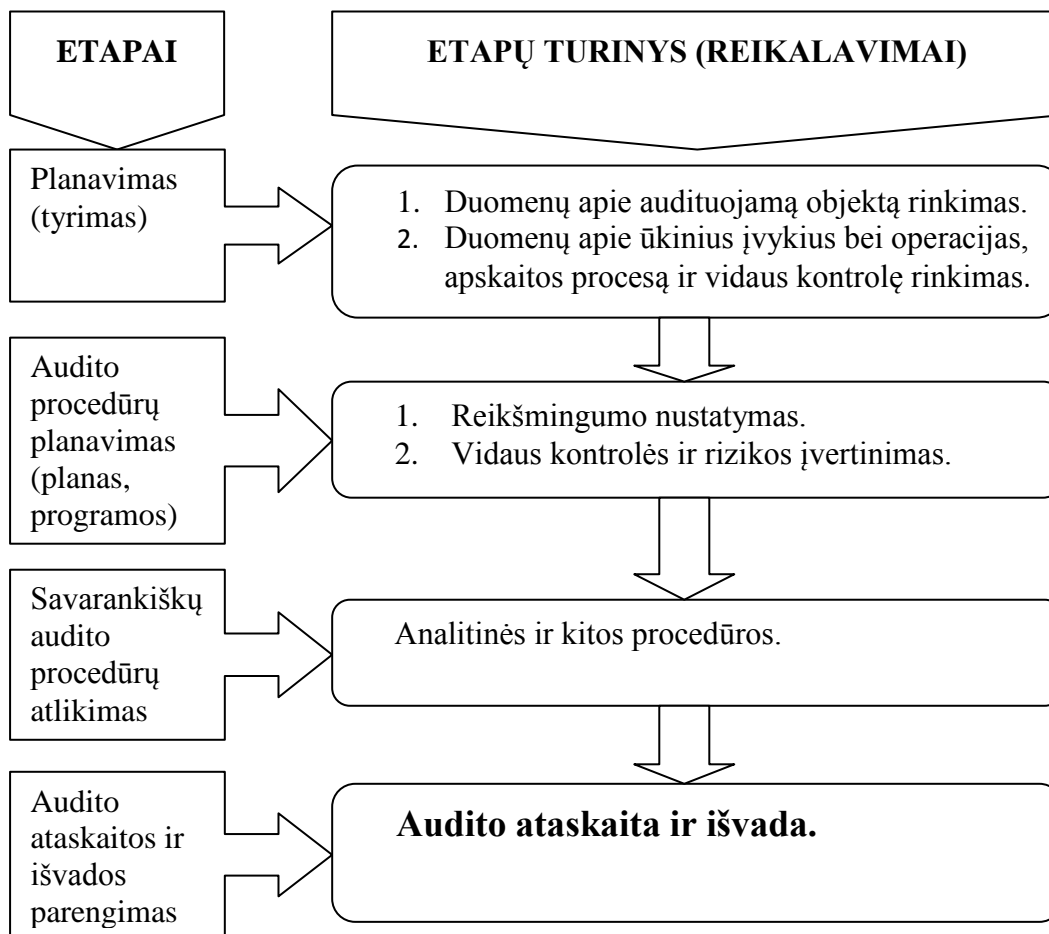 ETAPAI
ETAPŲ TURINYS (REIKALAVIMAI)
Planavimas
(tyrimas)
1. Duomenų apie audituojamą objektą rinkimas.
2. Duomenų apie ūkinius įvykius bei operacijas,
apskaitos procesą ir vidaus kontrolę rinkimas.
Audito
procedūrų
planavimas
(planas,
programos)
1. Reikšmingumo nustatymas.
2. Vidaus kontrolės ir rizikos įvertinimas.
Savarankiškų
audito
procedūrų
atlikimas
Analitinės ir kitos procedūros.
Audito
ataskaitos ir
išvados
parengimas
Audito ataskaita ir išvada.